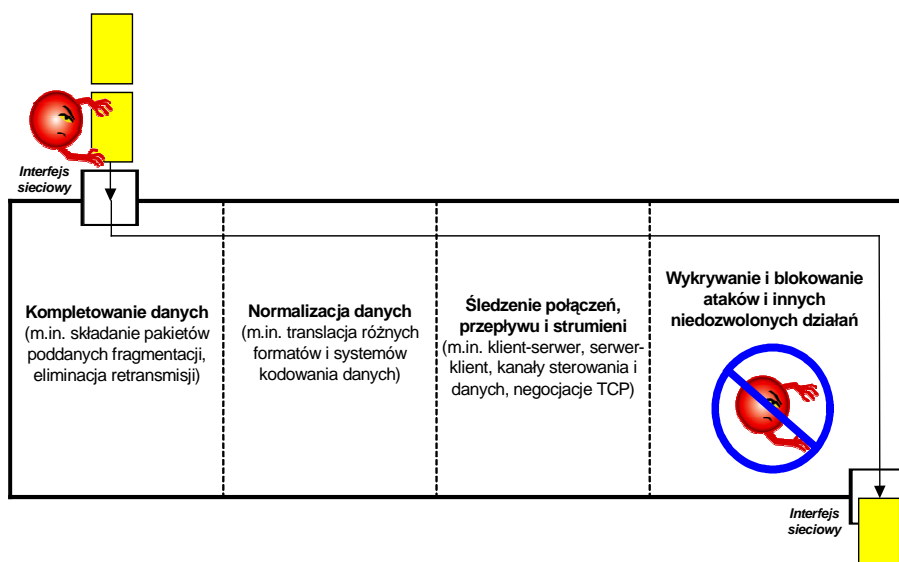 Interfejs
sieciowy
Kompletowanie danych
(m.in. składanie pakietów
poddanych fragmentacji,
eliminacja retransmisji)
Normalizacja danych
(m.in. translacja różnych
formatów i systemów
kodowania danych)
Śledzenie połączeń,
przepływu i strumieni
(m.in. klient-serwer, serwer-
klient, kanały sterowania i
danych, negocjacje TCP)
Wykrywanie i blokowanie
ataków i innych
niedozwolonych działań
Interfejs
sieciowy